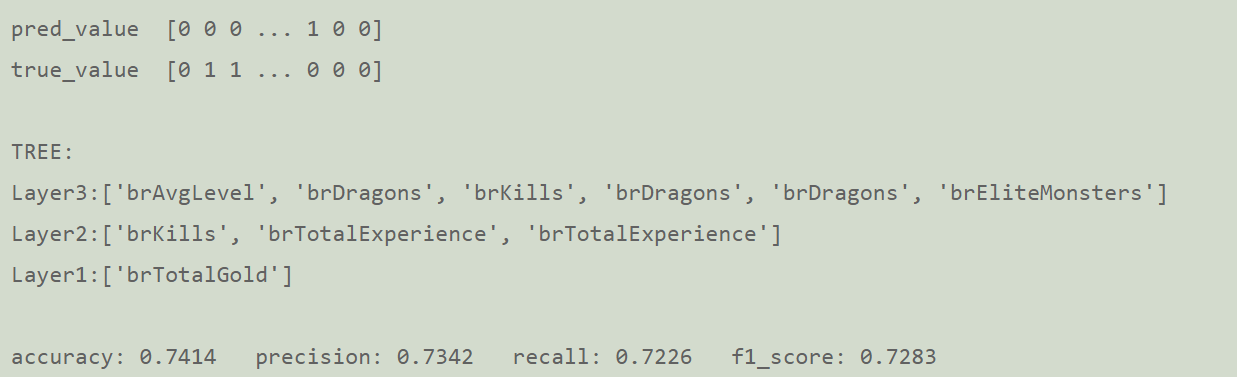 pred_value  [0 0 0 ... 1 0 0]
true_value  [0 1 1 ... 0 0 0]
TREE:
Layer3:['brAvgLevel', 'brDragons', 'brKills', 'brDragons', 'brDragons', 'brEliteMonsters']
Layer2:['brKills', 'brTotalExperience', 'brTotalExperience']
Layer1:['brTotalGold']
accuracy: 0.7414   precision: 0.7342   recall: 0.7226   f1_score: 0.7283